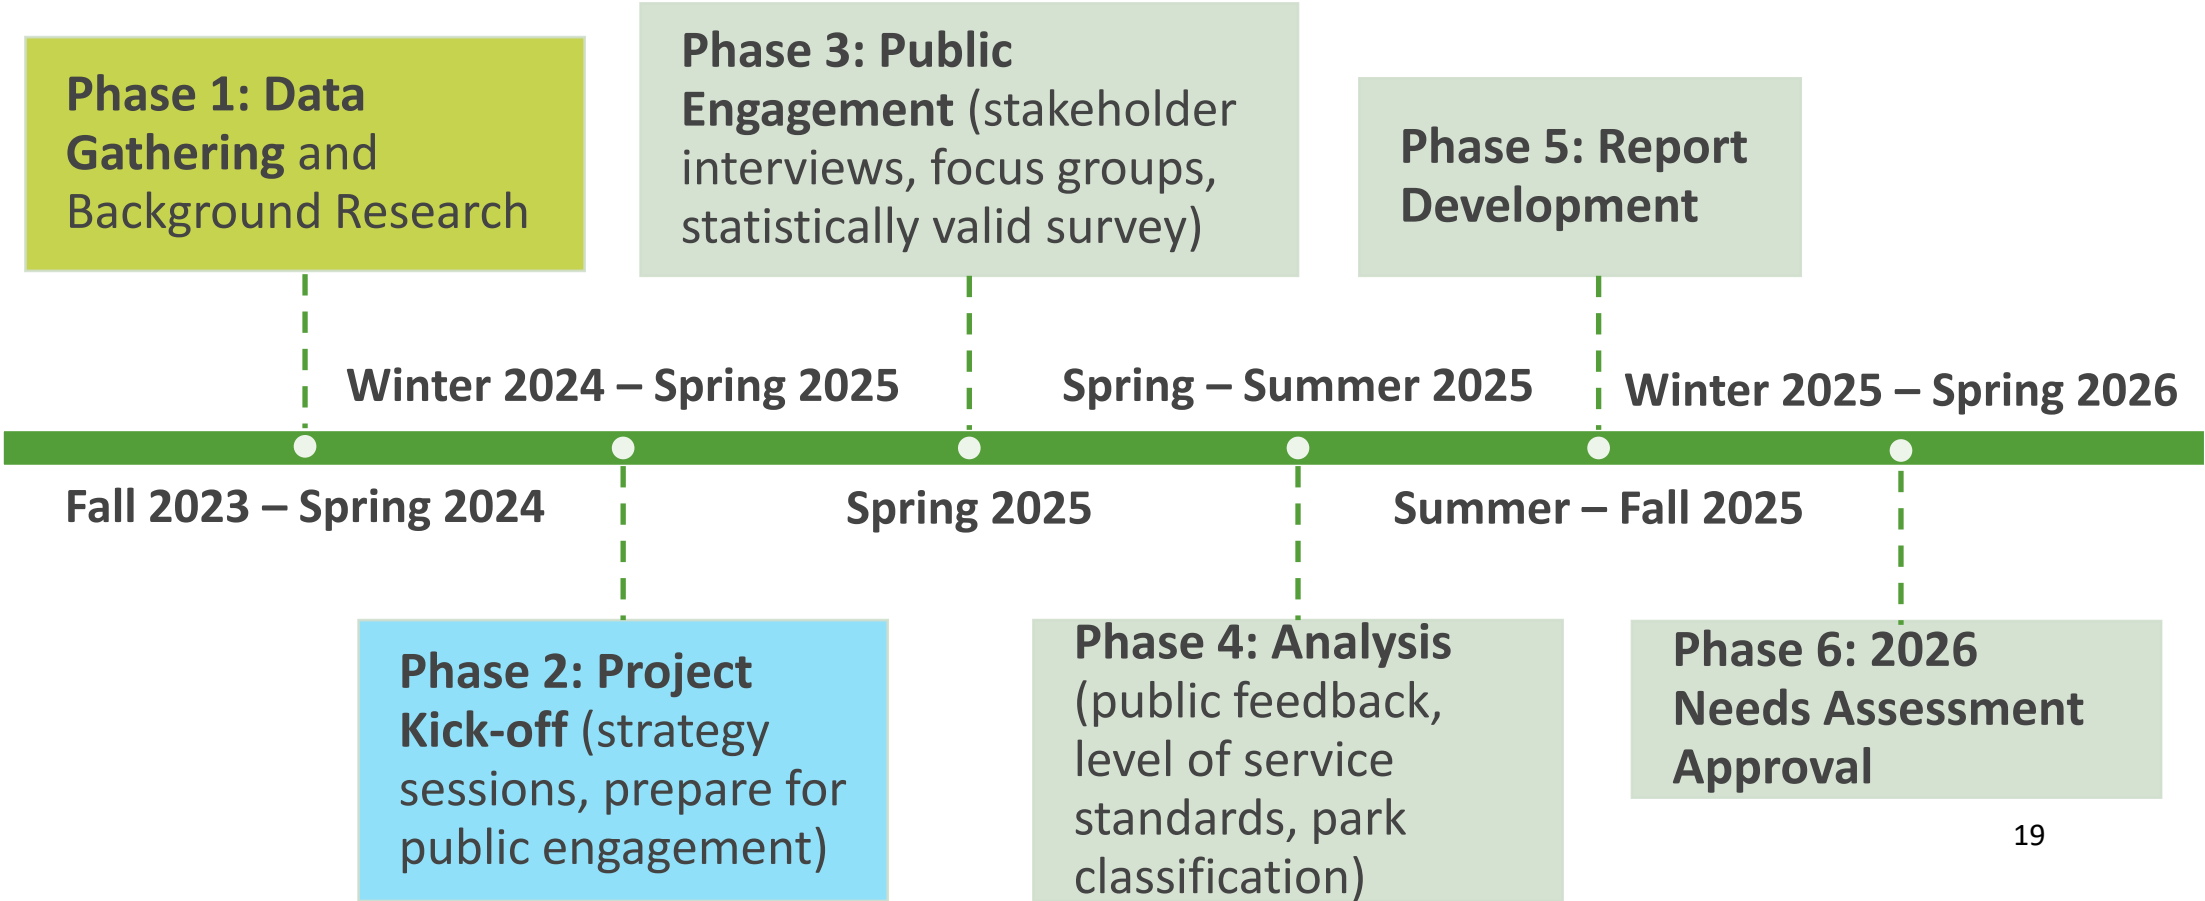 Phase 1: Data
Gathering and
Background Research
Phase 3: Public
Engagement (stakeholder
interviews, focus groups,
statistically valid survey)
Phase 5: Report
Development
Winter 2024 – Spring 2025
Spring – Summer 2025
Winter 2025 – Spring 2026
Fall 2023 – Spring 2024
Spring 2025
Summer – Fall 2025
Phase 2: Project
Kick-off (strategy
sessions, prepare for
public engagement)
Phase 4: Analysis
(public feedback,
level of service
standards, park
classification)
Phase 6: 2026
Needs Assessment
Approval
19